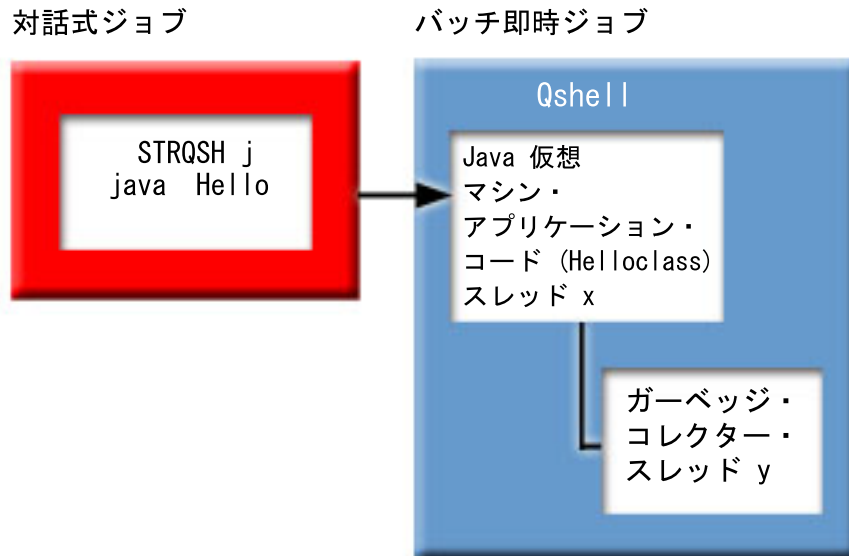 対話式ジョブ
STRQSH j
java Hello
バッチ即時ジョブ
Qshell
Java 仮想
マシン・
アプリケーション・
コード (Helloclass)
スレッド x
ガーベッジ・
コレクター・
スレッド y